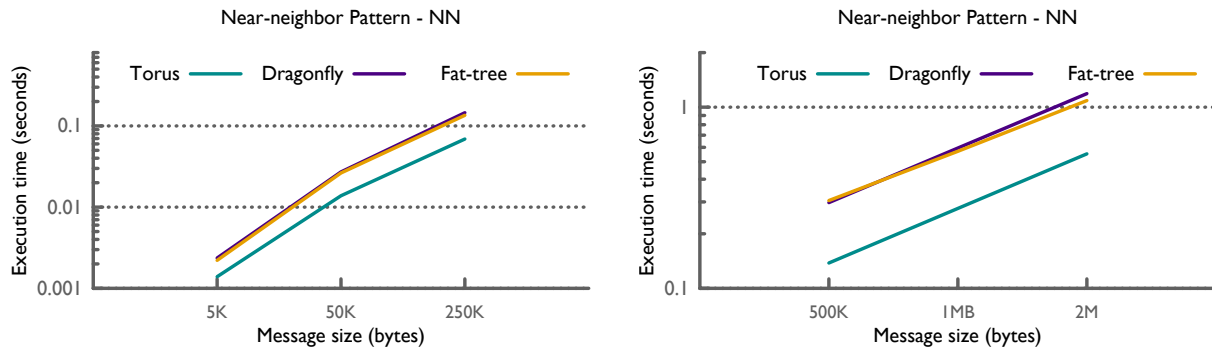 Near-neighbor Pattern - NN
Torus Dragonfly Fat-tree
Execution time (seconds)
0.1
0.01
0.001
5K 50K 250K
Message size (bytes)
Near-neighbor Pattern - NN
Torus Dragonfly Fat-tree
Execution time (seconds)
1
0.1
500K 1MB 2M
Message size (bytes)